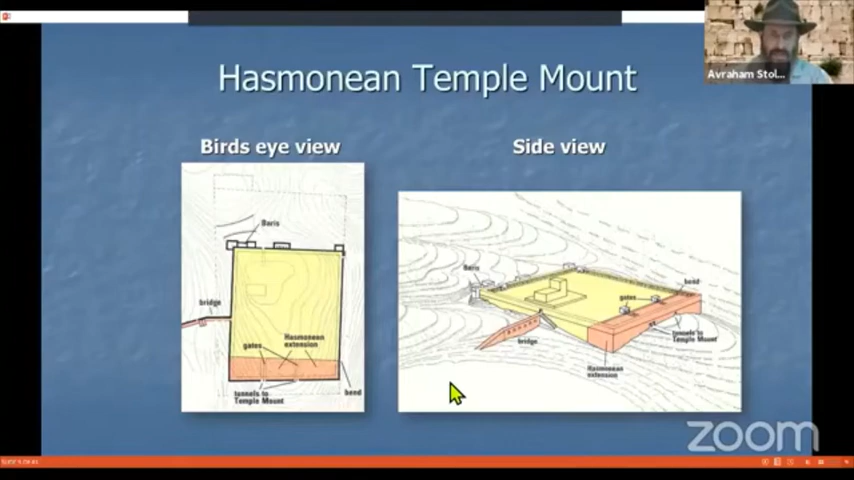 Hasmonean Temple Mount
Avraham Stol...
Birds eye view
Side view
Baris
bridge
gates
Hasmonean
extension
tunnels to
Temple Mount
bend
Baris
bridge
gates
bend
tunnels to
Temple Mount
Hasmonean
extension
zoom